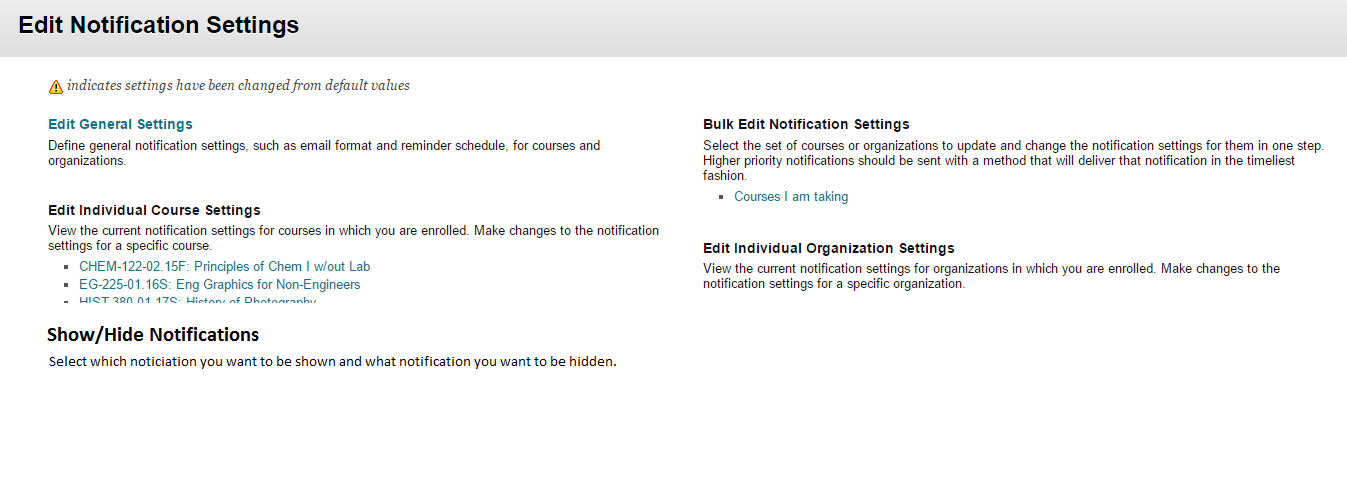 Edit Notification Settings
indicates settings have been changed from default values
Edit General Settings
Define general notification settings, such as email format and reminder schedule, for courses and
organizations.
Edit Individual Course Settings
View the current notification settings for courses in which you are enrolled. Make changes to the notification
settings for a specific course.
CHEM-122-02.15F: Principles of Chem I w/out Lab
EG-225-01.16S: Eng Graphics for Non-Engineers
HIST-380-01.17S: History of Photography
Show/Hide Notifications
Select which noticiation you want to be shown and what notification you want to be hidden.
Bulk Edit Notification Settings
Select the set of courses or organizations to update and change the notification settings for them in one step.
Higher priority notifications should be sent with a method that will deliver that notification in the timeliest
fashion.
Courses I am taking
Edit Individual Organization Settings
View the current notification settings for organizations in which you are enrolled. Make changes to the
notification settings for a specific organization.